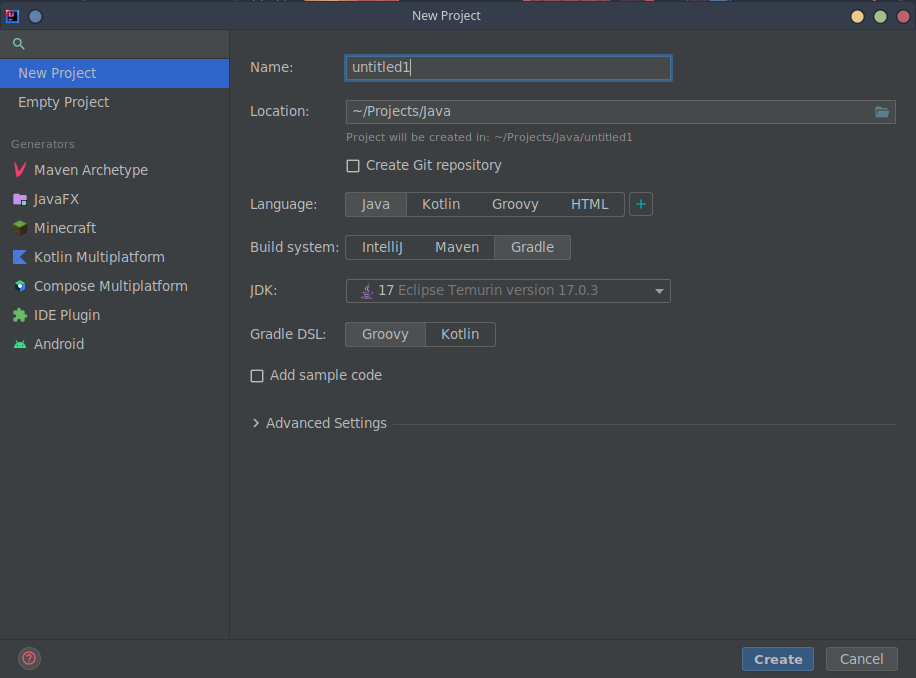 New Project
New Project
Empty Project
Generators
Maven Archetype
JavaFX
Minecraft
Kotlin Multiplatform
Compose Multiplatform
IDE Plugin
Android
Name: untitled1
Location: ~/Projects/Java
Project will be created in: ~/Projects/Java/untitled1
Create Git repository
Language: Java Kotlin Groovy HTML +
Build system: IntelliJ Maven Gradle
JDK: 17 Eclipse Temurin version 17.0.3
Gradle DSL: Groovy Kotlin
Add sample code
Advanced Settings
? Create Cancel